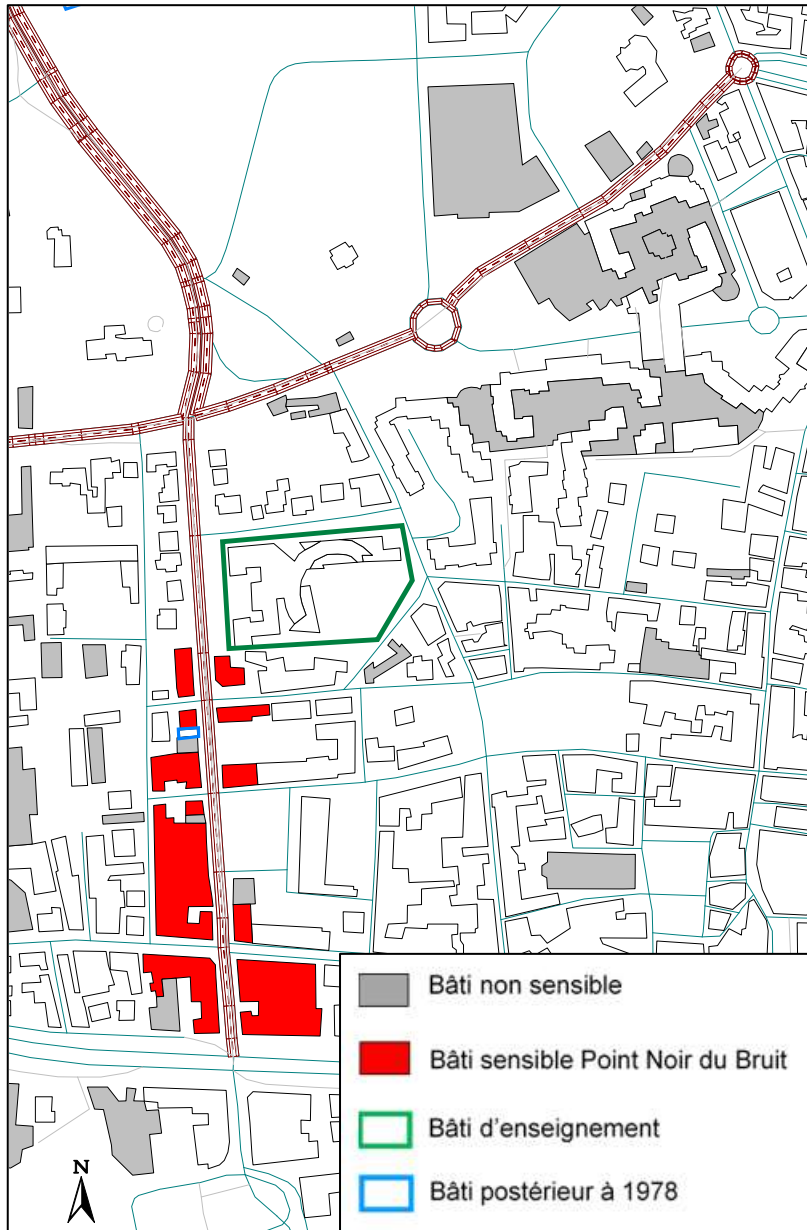 Bâti non sensible
Bâti sensible Point Noir du Bruit
Bâti d'enseignement
Bâti postérieur à 1978
N